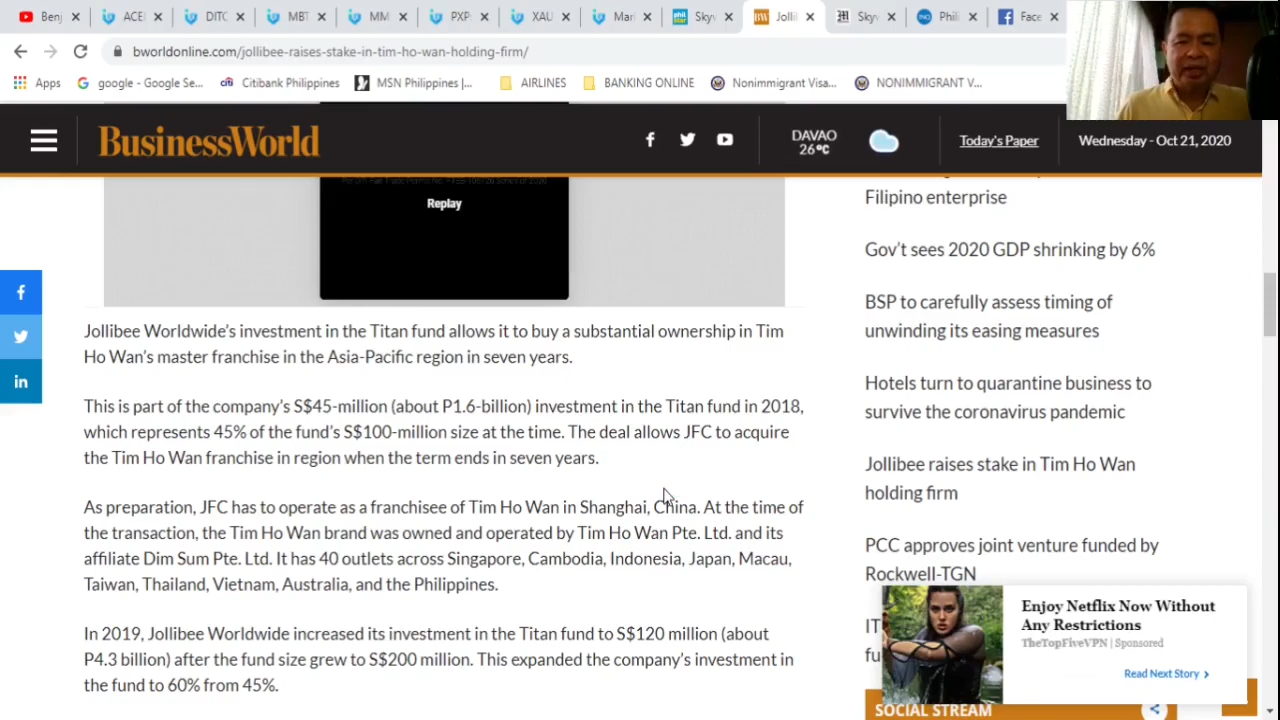 Benj
ACE
DITC
MBT
MM
PXP
XAU
Mar
Skyv
Jolli
Skyv
Phili
Face
bworldonline.com/jollibee-raises-stake-in-tim-ho-wan-holding-firm/
Apps
google - Google Se...
Citibank Philippines
MSN Philippines |...
AIRLINES
BANKING ONLINE
Nonimmigrant Visa...
NONIMMIGRANT V...
BusinessWorld
DAVAO
26°C
Today's Paper
Wednesday - Oct 21, 2020
Replay
Jollibee Worldwide's investment in the Titan fund allows it to buy a substantial ownership in Tim
Ho Wan's master franchise in the Asia-Pacific region in seven years.
This is part of the company's S$45-million (about P1.6-billion) investment in the Titan fund in 2018,
which represents 45% of the fund's S$100-million size at the time. The deal allows JFC to acquire
the Tim Ho Wan franchise in region when the term ends in seven years.
As preparation, JFC has to operate as a franchisee of Tim Ho Wan in Shanghai, China. At the time of
the transaction, the Tim Ho Wan brand was owned and operated by Tim Ho Wan Pte. Ltd. and its
affiliate Dim Sum Pte. Ltd. It has 40 outlets across Singapore, Cambodia, Indonesia, Japan, Macau,
Taiwan, Thailand, Vietnam, Australia, and the Philippines.
In 2019, Jollibee Worldwide increased its investment in the Titan fund to S$120 million (about
P4.3 billion) after the fund size grew to S$200 million. This expanded the company's investment in
the fund to 60% from 45%.
Filipino enterprise
Gov't sees 2020 GDP shrinking by 6%
BSP to carefully assess timing of
unwinding its easing measures
Hotels turn to quarantine business to
survive the coronavirus pandemic
Jollibee raises stake in Tim Ho Wan
holding firm
PCC approves joint venture funded by
Rockwell-TGN
IT
fu
Enjoy Netflix Now Without
Any Restrictions
TheTopFiveVPN | Sponsored
Read Next Story
SOCIAL STREAM